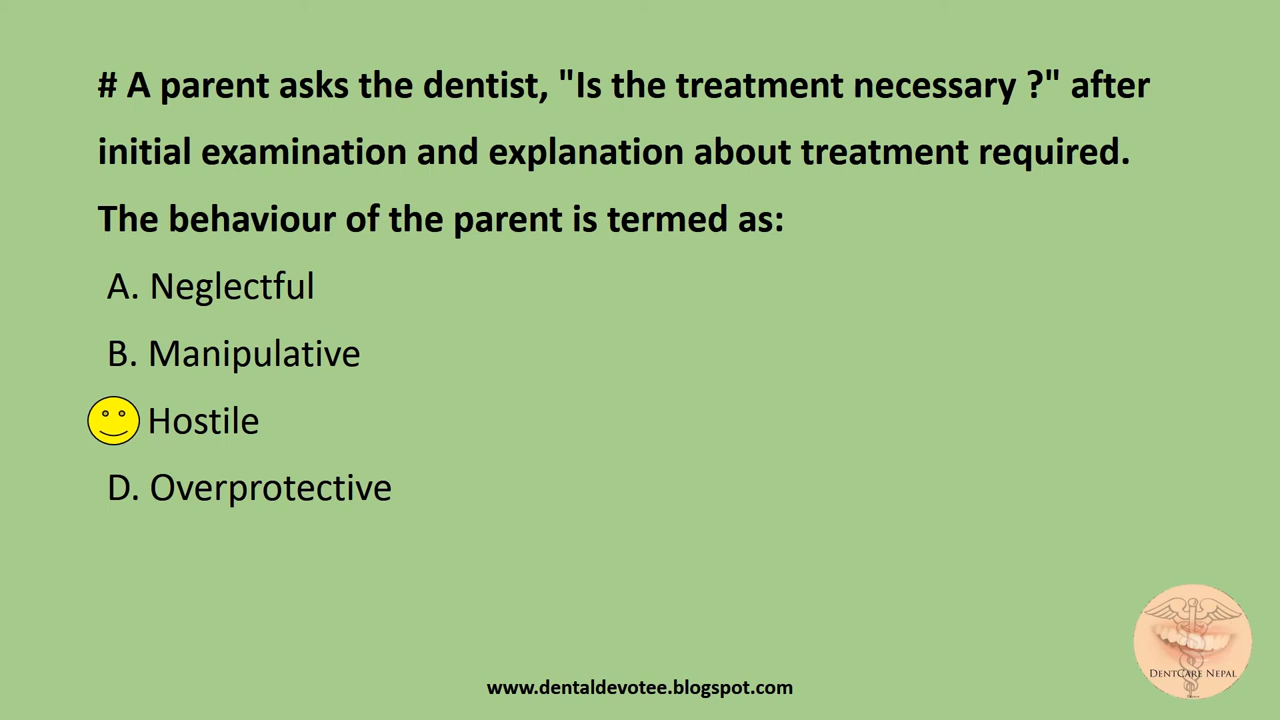 # A parent asks the dentist, "Is the treatment necessary ?" after
initial examination and explanation about treatment required.
The behaviour of the parent is termed as:
A. Neglectful
B. Manipulative
Hostile
D. Overprotective
DentCare Nepal
www.dentaldevotee.blogspot.com